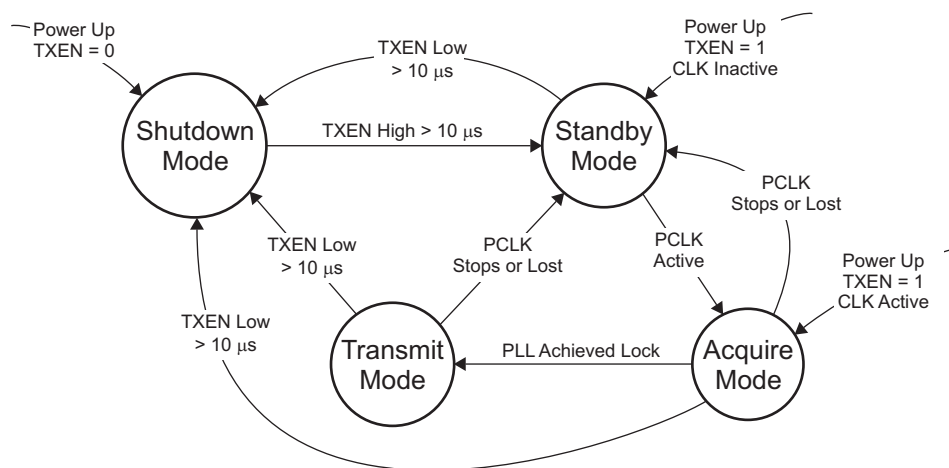 Power Up
TXEN = 0
TXEN Low
> 10 μs
Power Up
TXEN = 1
CLK Inactive
Shutdown
Mode
TXEN High > 10 μs
Standby
Mode
PCLK
Stops or Lost
TXEN Low
> 10 μs
PCLK
Stops or Lost
PCLK
Active
Power Up
TXEN = 1
CLK Active
TXEN Low
> 10 μs
Transmit
Mode
PLL Achieved Lock
Acquire
Mode